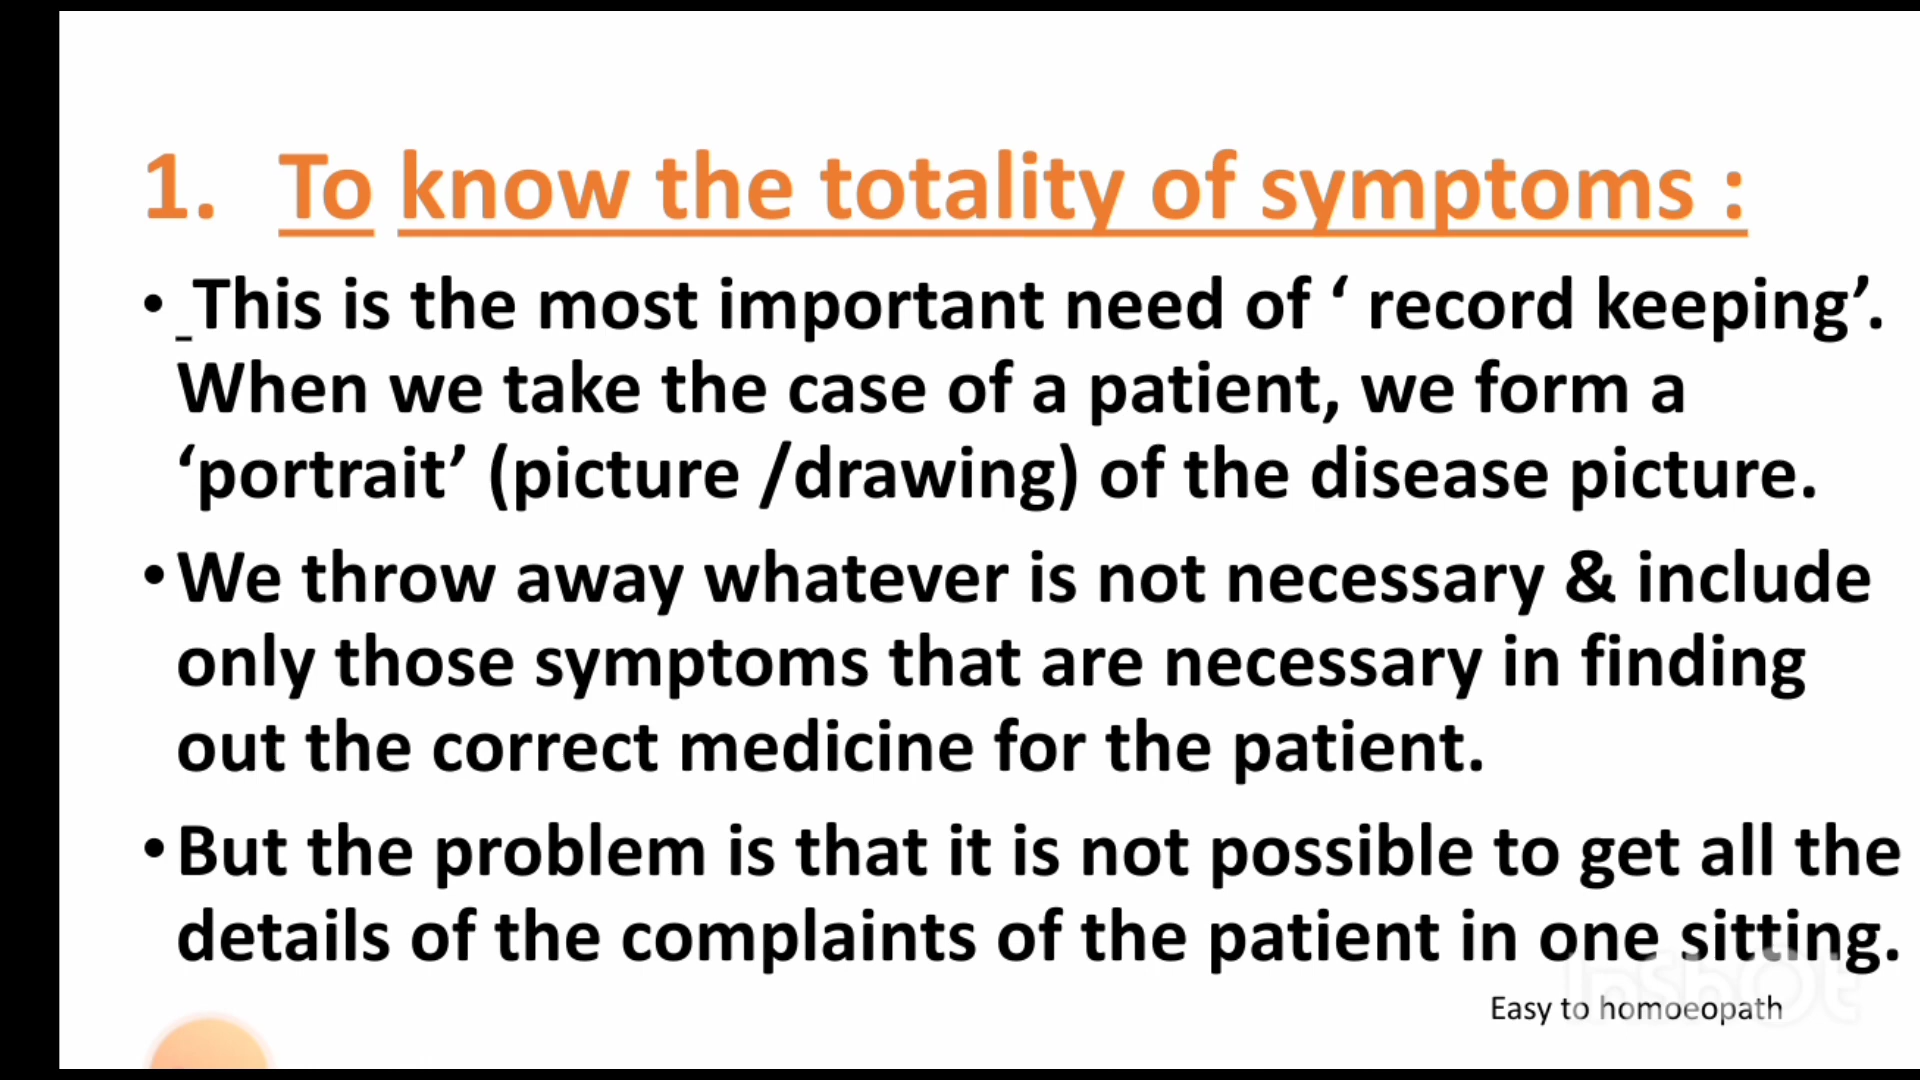 1. To know the totality of symptoms :
• This is the most important need of ‘ record keeping’.
When we take the case of a patient, we form a
‘portrait’ (picture /drawing) of the disease picture.
• We throw away whatever is not necessary & include
only those symptoms that are necessary in finding
out the correct medicine for the patient.
• But the problem is that it is not possible to get all the
details of the complaints of the patient in one sitting.
InShot
Easy to homoeopath